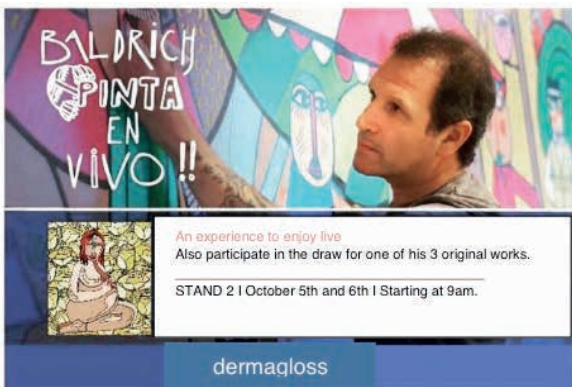 BALDRICH
PINTA
EN
VIVO!!
An experience to enjoy live
Also participate in the draw for one of his 3 original works.
STAND 2 I October 5th and 6th I Starting at 9am.
dermagloss